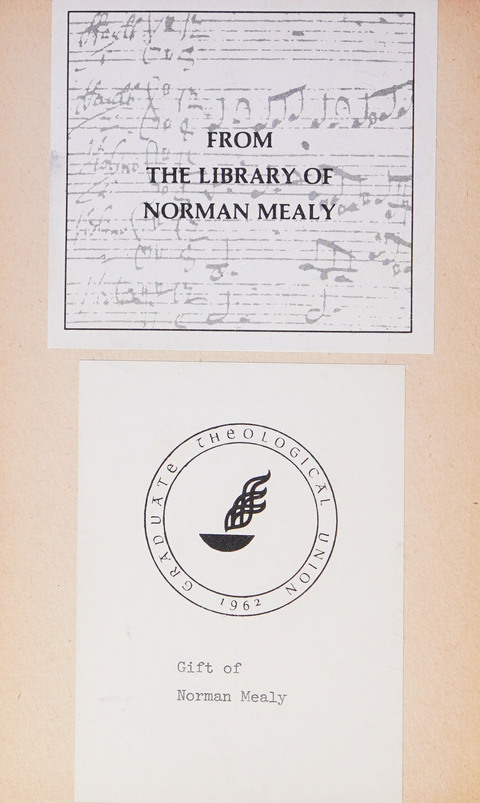 FROM
THE LIBRARY OF
NORMAN MEALY
GRADUATE THEOLOGICAL UNION
1962
Gift of
Norman Mealy